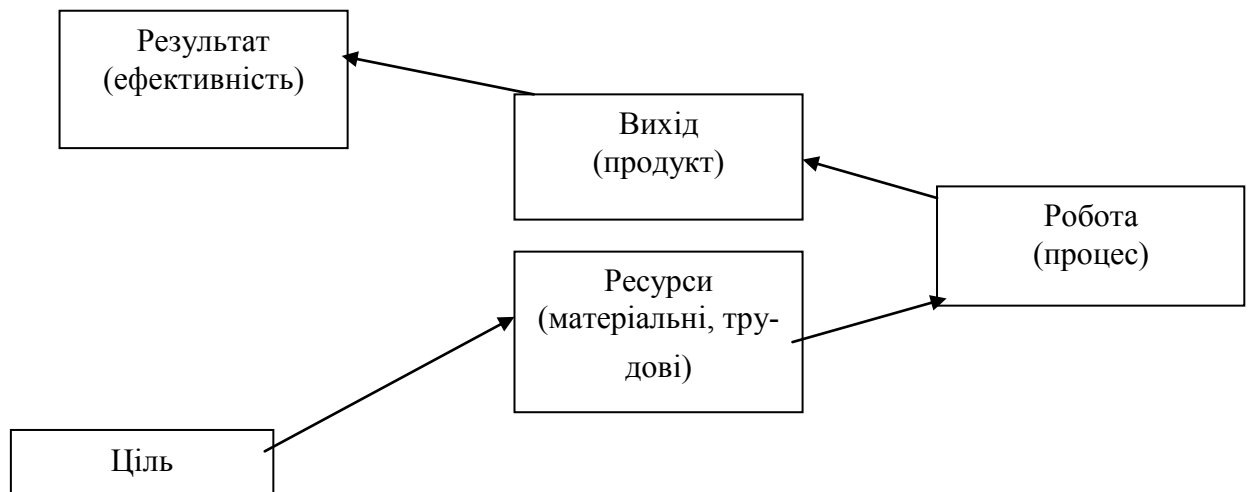 Результат
(ефективність)
Вихід
(продукт)
Робота
(процес)
Ресурси
(матеріальні, тру-
дові)
Ціль